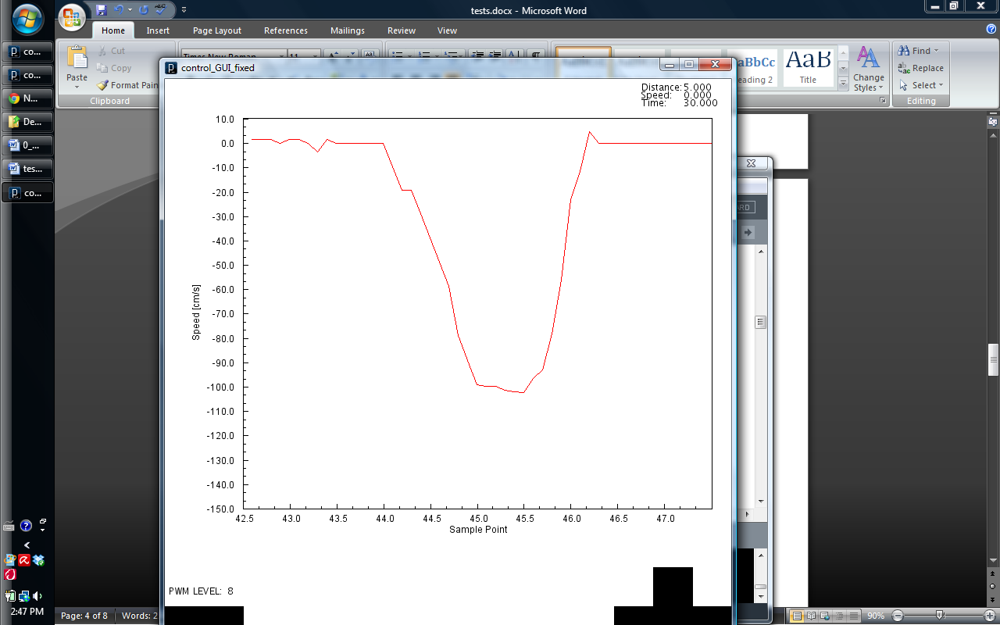 tests.docx - Microsoft Word
Home Insert Page Layout References Mailings Review View
Paste
Cut
Copy
Format Pain
Clipboard
Times New Roman 11
AaBbCc AaB
eading 2 Title
Change Styles
Find
Replace
Select
Editing
co...
co...
N...
De...
0_...
tes...
co...
control_GUI_fixed
Distance: 5.000
Speed: 0.000
Time: 30.000
10.0
0.0
-10.0
-20.0
-30.0
-40.0
-50.0
-60.0
-70.0
-80.0
-90.0
-100.0
-110.0
-120.0
-130.0
-140.0
-150.0
Speed [cm/s]
42.5 43.0 43.5 44.0 44.5 45.0 45.5 46.0 46.5 47.0
Sample Point
PWM LEVEL: 8
2:47 PM
Page: 4 of 8 Words: 2
90%